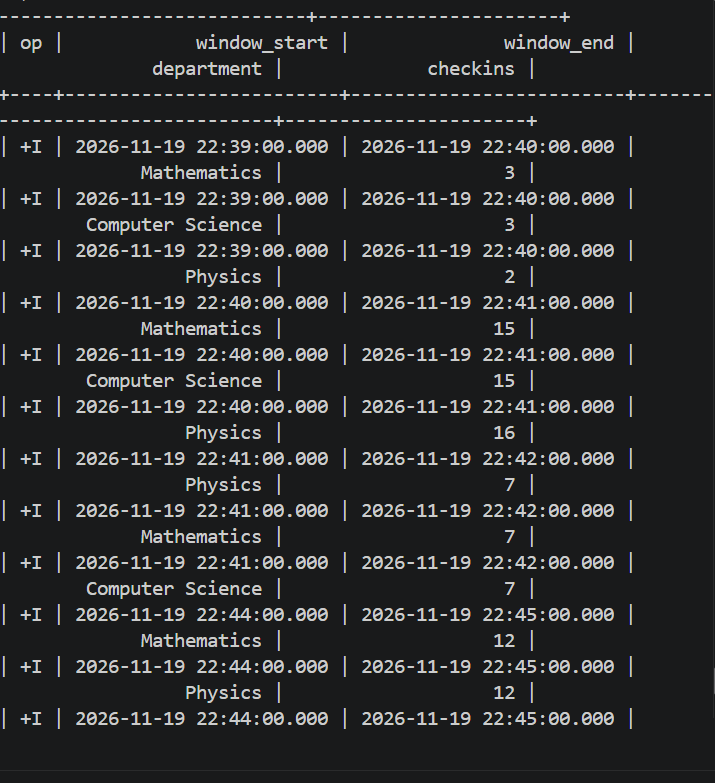 ---------------------------+----------------------+
| op |            window_start |              window_end |
              department |             checkins |
+----+-------------------------+-------------------------+-------
-------------------------+----------------------+
| +I | 2026-11-19 22:39:00.000 | 2026-11-19 22:40:00.000 |
             Mathematics |                    3 |
| +I | 2026-11-19 22:39:00.000 | 2026-11-19 22:40:00.000 |
        Computer Science |                    3 |
| +I | 2026-11-19 22:39:00.000 | 2026-11-19 22:40:00.000 |
                 Physics |                    2 |
| +I | 2026-11-19 22:40:00.000 | 2026-11-19 22:41:00.000 |
             Mathematics |                   15 |
| +I | 2026-11-19 22:40:00.000 | 2026-11-19 22:41:00.000 |
        Computer Science |                   15 |
| +I | 2026-11-19 22:40:00.000 | 2026-11-19 22:41:00.000 |
                 Physics |                   16 |
| +I | 2026-11-19 22:41:00.000 | 2026-11-19 22:42:00.000 |
                 Physics |                    7 |
| +I | 2026-11-19 22:41:00.000 | 2026-11-19 22:42:00.000 |
             Mathematics |                    7 |
| +I | 2026-11-19 22:41:00.000 | 2026-11-19 22:42:00.000 |
        Computer Science |                    7 |
| +I | 2026-11-19 22:44:00.000 | 2026-11-19 22:45:00.000 |
             Mathematics |                   12 |
| +I | 2026-11-19 22:44:00.000 | 2026-11-19 22:45:00.000 |
                 Physics |                   12 |
| +I | 2026-11-19 22:44:00.000 | 2026-11-19 22:45:00.000 |